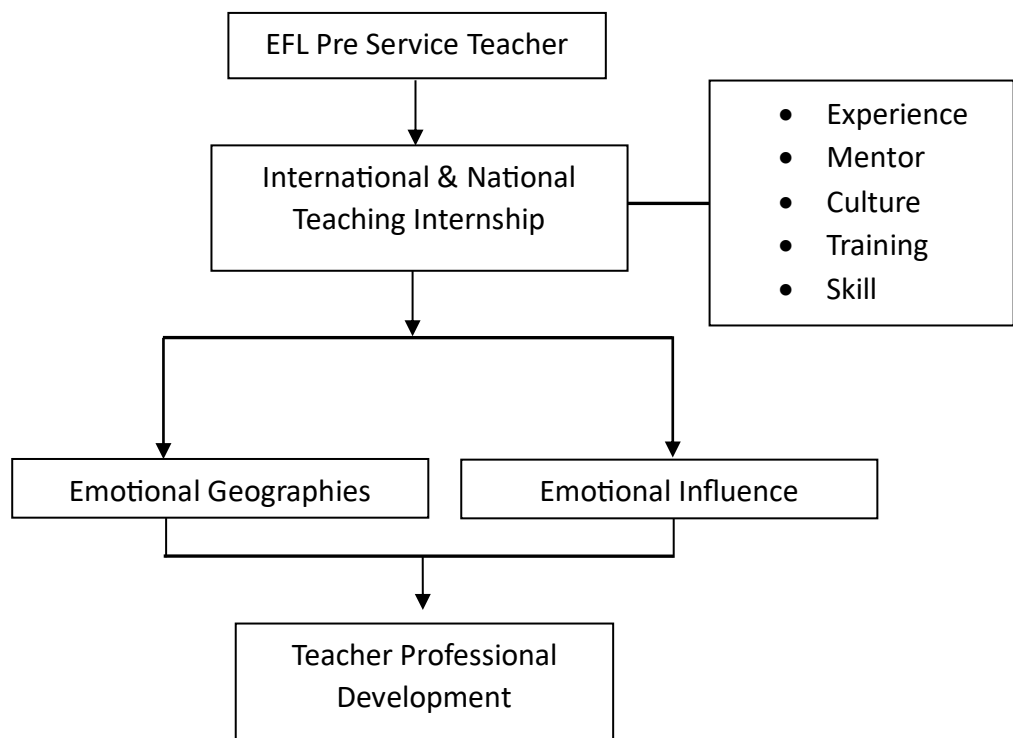 EFL Pre Service Teacher
International & National
Teaching Internship
• Experience
• Mentor
• Culture
• Training
• Skill
Emotional Geographies
Emotional Influence
Teacher Professional
Development